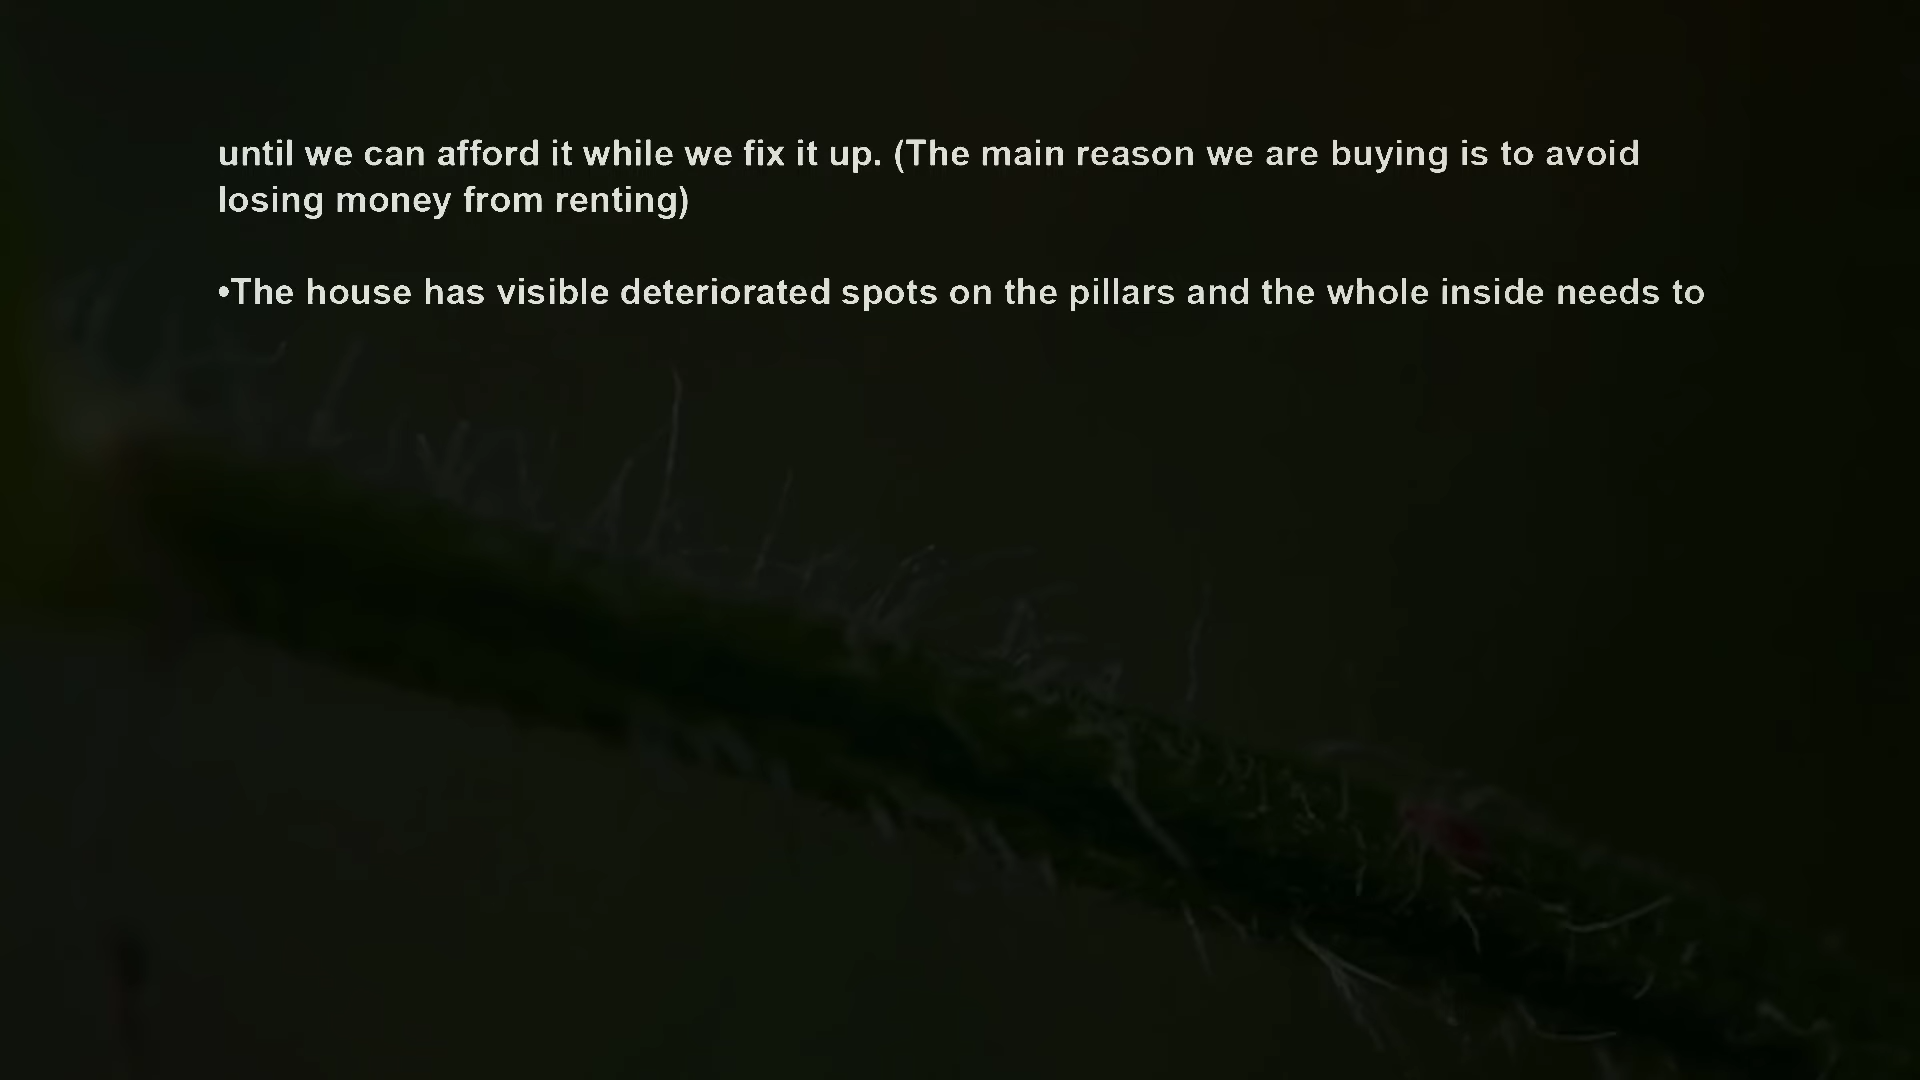 until we can afford it while we fix it up. (The main reason we are buying is to avoid
losing money from renting)
•The house has visible deteriorated spots on the pillars and the whole inside needs to